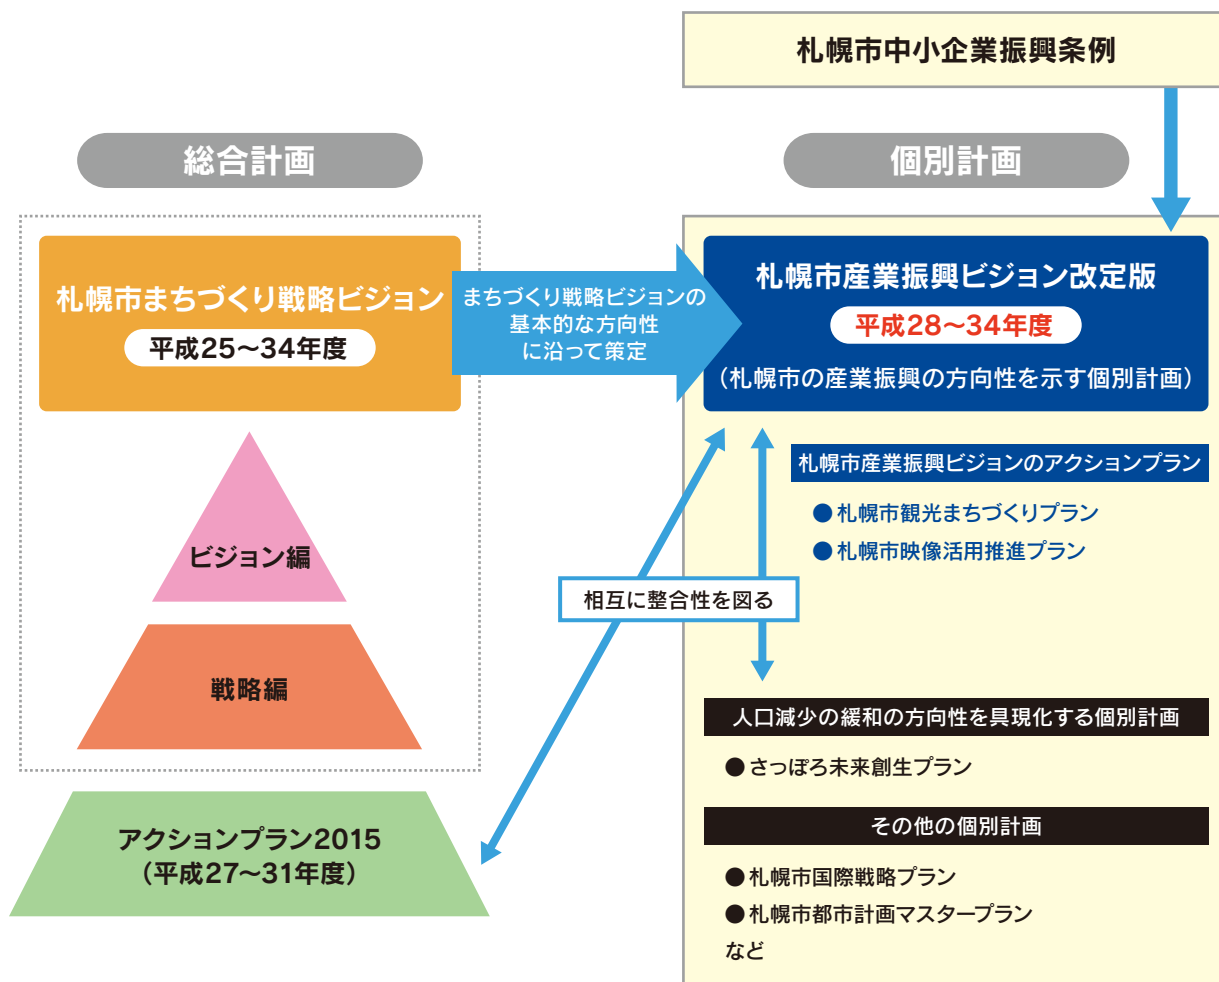 札幌市中小企業振興条例
総合計画
個別計画
札幌市まちづくり戦略ビジョン
平成25～34年度
まちづくり戦略ビジョンの
基本的な方向性
に沿って策定
札幌市産業振興ビジョン改定版
平成28～34年度
（札幌市の産業振興の方向性を示す個別計画）
ビジョン編
戦略編
アクションプラン2015
（平成27～31年度）
相互に整合性を図る
札幌市産業振興ビジョンのアクションプラン
●札幌市観光まちづくりプラン
●札幌市映像活用推進プラン
人口減少の緩和の方向性を具現化する個別計画
●さっぽろ未来創生プラン
その他の個別計画
●札幌市国際戦略プラン
●札幌市都市計画マスタープラン
など